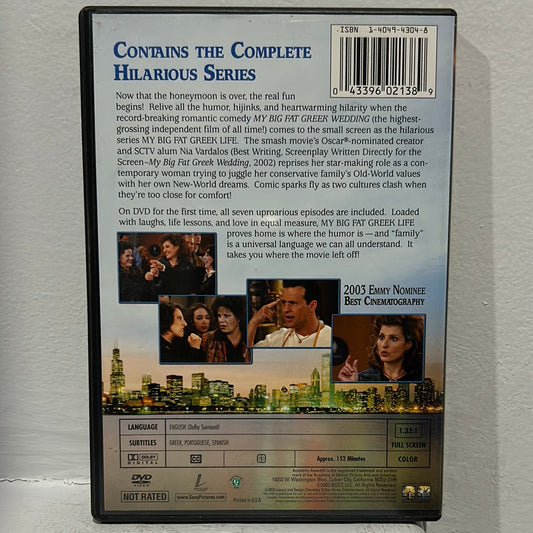 ISBN 1-4049-4304-8
CONTAINS THE COMPLETE
HILARIOUS SERIES
0 43396 02138 9
Now that the honeymoon is over, the real fun
begins! Relive all the humor, hijinks, and heartwarming hilarity when the
record-breaking romantic comedy MY BIG FAT GREEK WEDDING (the highest-
grossing independent film of all time!) comes to the small screen as the hilarious
series MY BIG FAT GREEK LIFE. The smash movie's Oscar®-nominated creator
and SCTV alum Nia Vardalos (Best Writing, Screenplay Written Directly for the
Screen–My Big Fat Greek Wedding, 2002) reprises her star-making role as a con-
temporary woman trying to juggle her conservative family's Old-World values
with her own New-World dreams. Comic sparks fly as two cultures clash when
they're too close for comfort!
On DVD for the first time, all seven uproarious episodes are included. Loaded
with laughs, life lessons, and love in equal measure, MY BIG FAT GREEK LIFE
proves home is where the humor is — and "family"
is a universal language we can all understand. It
takes you where the movie left off!
2003 EMMY NOMINEE
BEST CINEMATOGRAPHY
LANGUAGE ENGLISH (Dolby Surround) 1.33:1
SUBTITLES GREEK, PORTUGUESE, SPANISH FULL SCREEN
DOLBY DIGITAL Approx. 152 Minutes COLOR
DVD VIDEO
NOT RATED www.SonyPictures.com Printed in U.S.A.